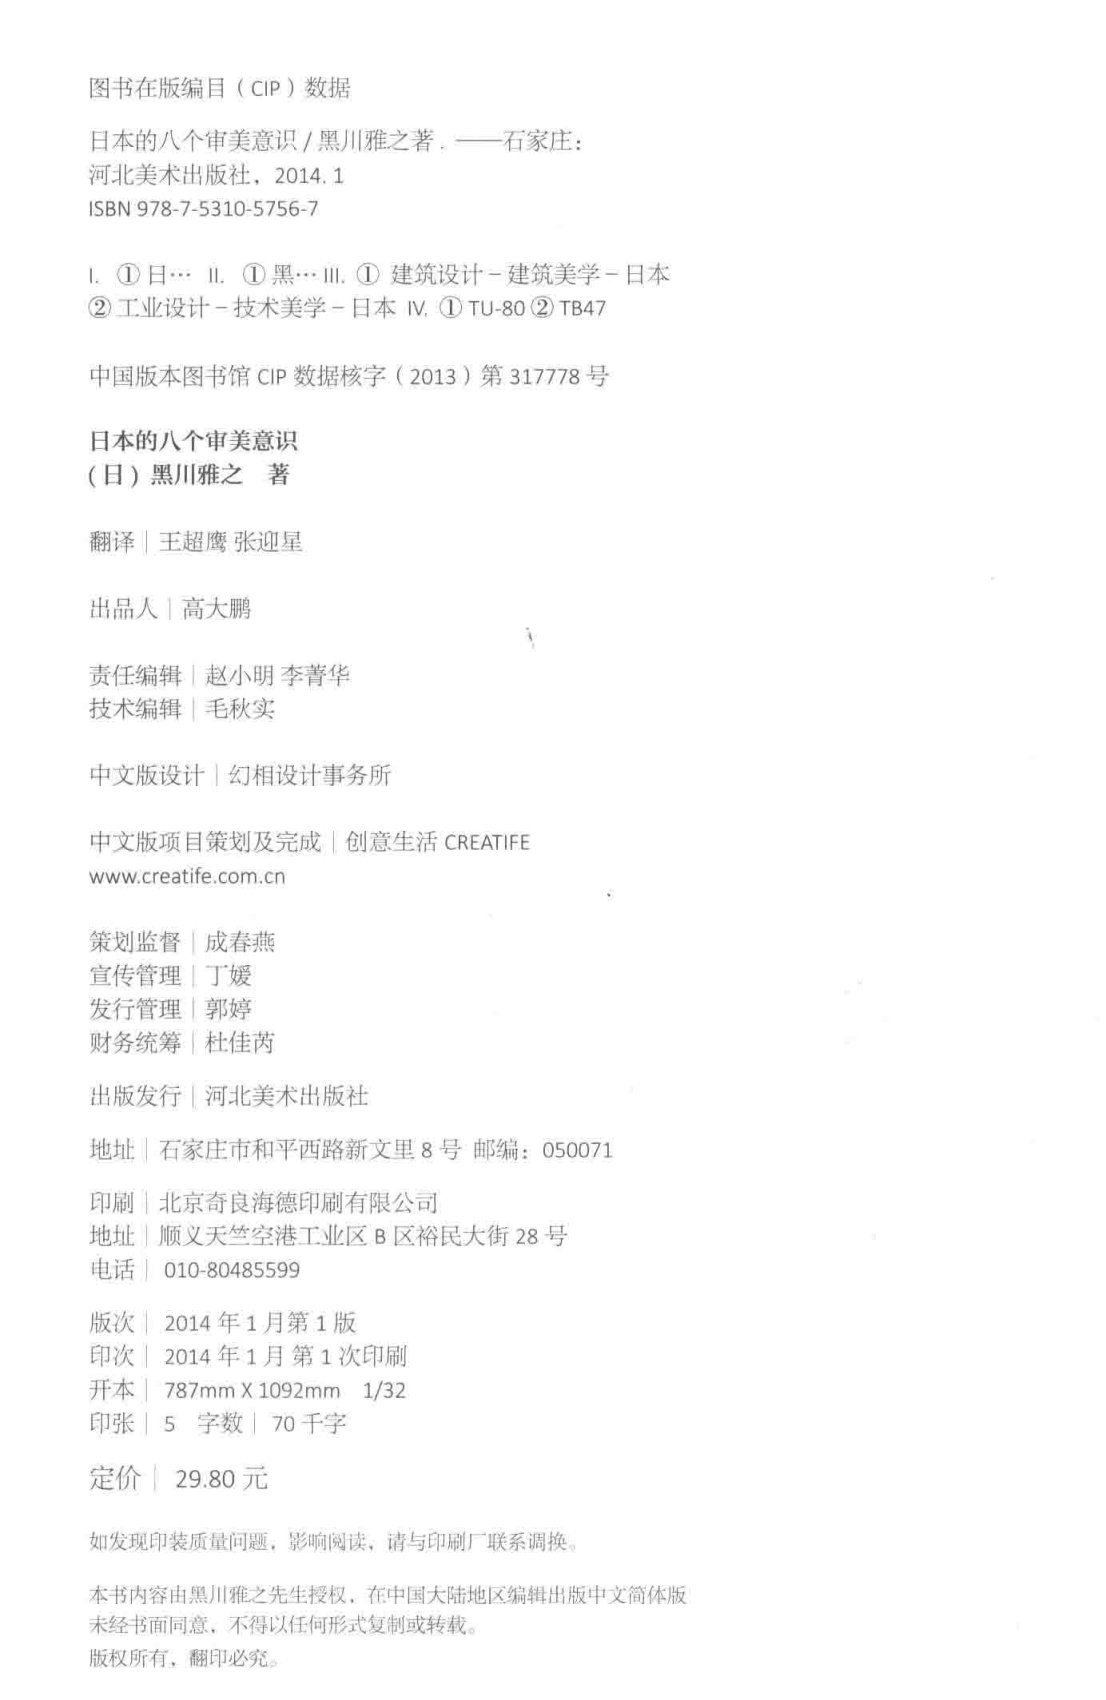 图书在版编目（CIP）数据
日本的八个审美意识 / 黑川雅之著 . ——石家庄：
河北美术出版社，2014. 1
ISBN 978-7-5310-5756-7
I. ①日… II. ①黑… III. ① 建筑设计－建筑美学－日本
②工业设计－技术美学－日本 IV. ① TU-80 ② TB47
中国版本图书馆 CIP 数据核字（2013）第 317778 号
日本的八个审美意识
(日) 黑川雅之 著
翻译｜王超鹰 张迎星
出品人｜高大鹏
责任编辑｜赵小明 李菁华
技术编辑｜毛秋实
中文版设计｜幻相设计事务所
中文版项目策划及完成｜创意生活 CREATIFE
www.creatife.com.cn
策划监督｜成春燕
宣传管理｜丁媛
发行管理｜郭婷
财务统筹｜杜佳芮
出版发行｜河北美术出版社
地址｜石家庄市和平西路新文里 8 号 邮编：050071
印刷｜北京奇良海德印刷有限公司
地址｜顺义天竺空港工业区 B 区裕民大街 28 号
电话｜ 010-80485599
版次｜ 2014 年 1 月第 1 版
印次｜ 2014 年 1 月 第 1 次印刷
开本｜ 787mm X 1092mm 1/32
印张｜ 5 字数｜ 70 千字
定价｜ 29.80 元
如发现印装质量问题，影响阅读，请与印刷厂联系调换。
本书内容由黑川雅之先生授权，在中国大陆地区编辑出版中文简体版
未经书面同意，不得以任何形式复制或转载。
版权所有，翻印必究。